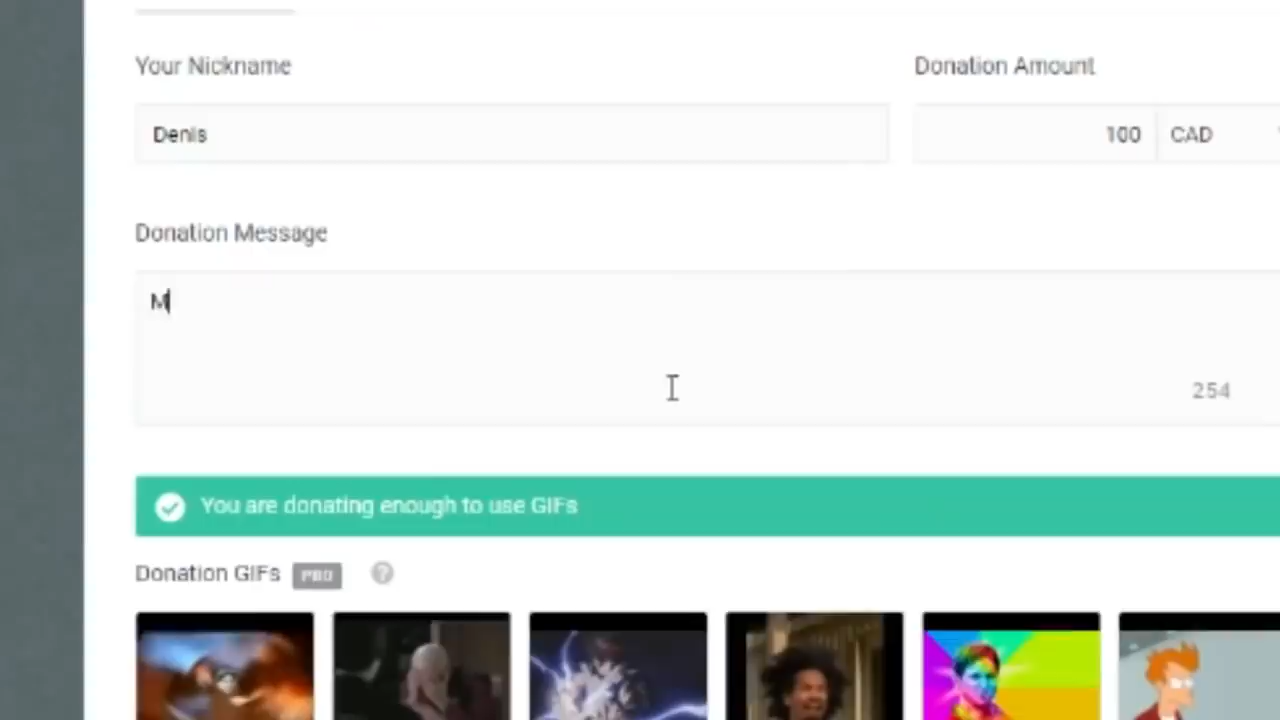 Your Nickname
Donation Amount
Denis
100 CAD
Donation Message
M
254
You are donating enough to use GIFs
Donation GIFs PRO ?